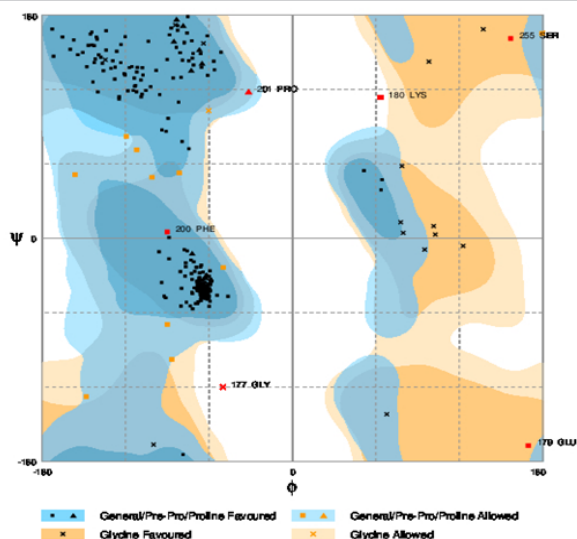 180
255 SER
201 PRO
180 LYS
200 PHE
Ψ 0
177 GLY
179 GLU
-180
-180 0 180
ϕ
General/Pre-Pro/Proline Favoured General/Pre-Pro/Proline Allowed
Glycine Favoured Glycine Allowed